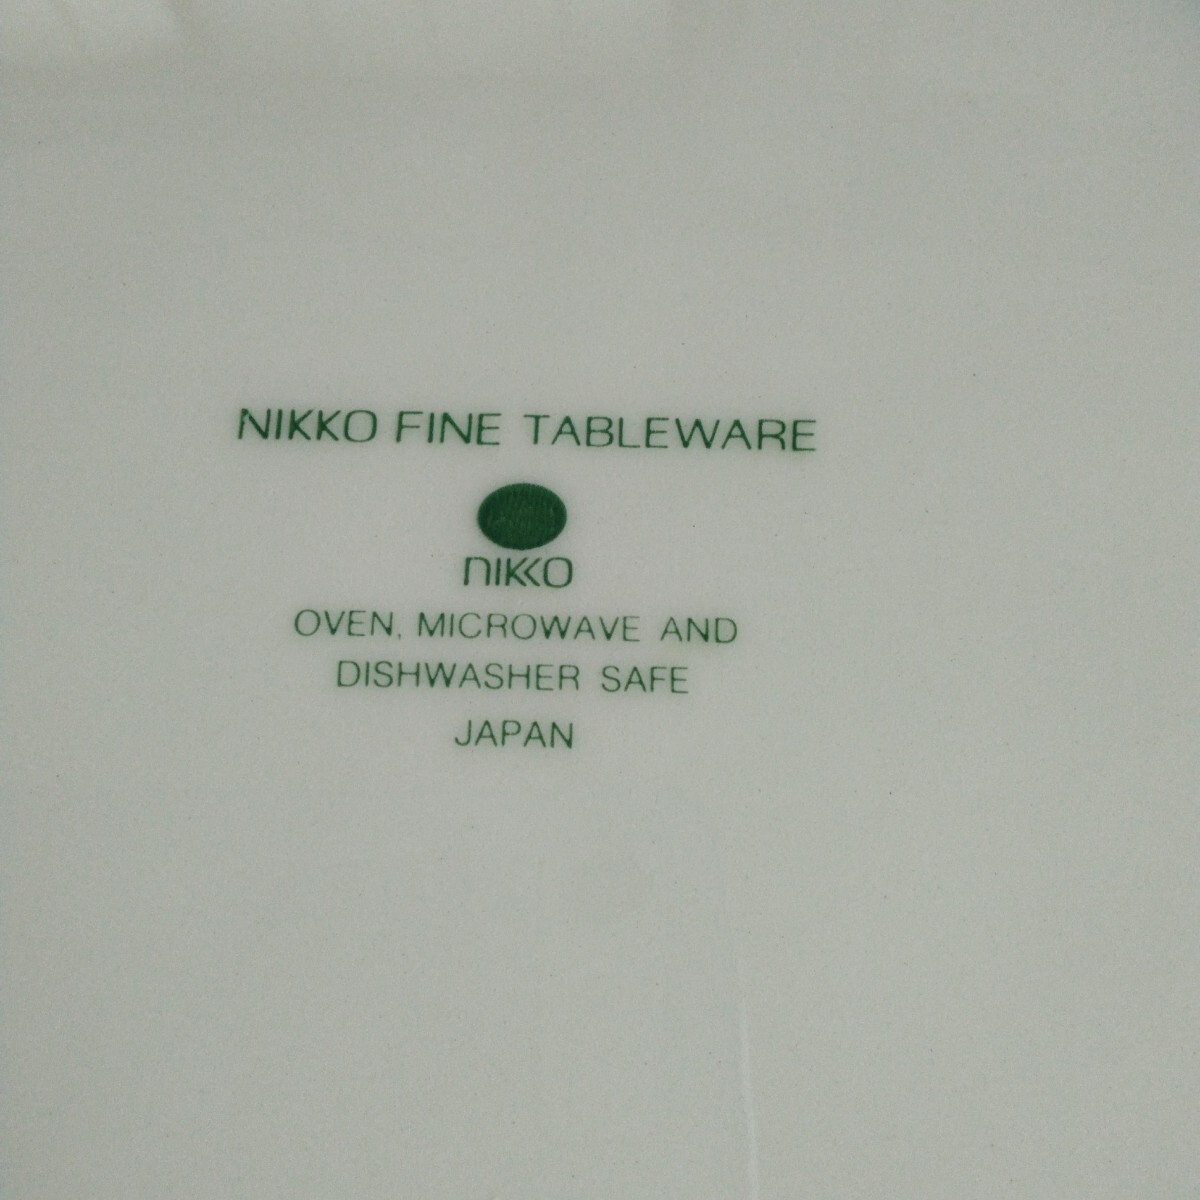 NIKKO FINE TABLEWARE
nikko
OVEN, MICROWAVE AND
DISHWASHER SAFE
JAPAN